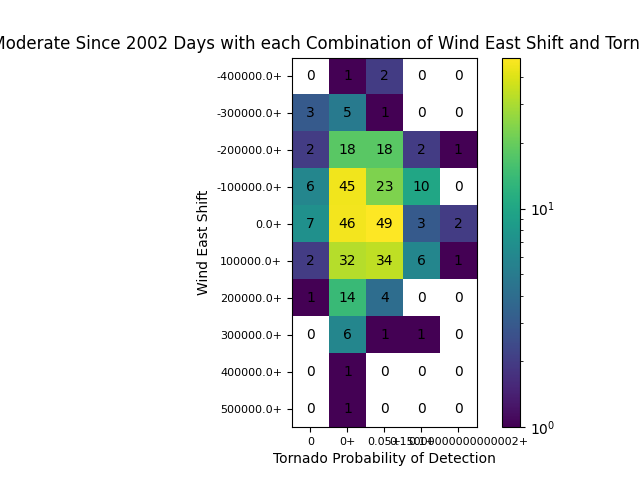 Moderate Since 2002 Days with each Combination of Wind East Shift and Torn
Wind East Shift
-400000.0+ 0 1 2 0 0
-300000.0+ 3 5 1 0 0
-200000.0+ 2 18 18 2 1
-100000.0+ 6 45 23 10 0
0.0+ 7 46 49 3 2
100000.0+ 2 32 34 6 1
200000.0+ 1 14 4 0 0
300000.0+ 0 6 1 1 0
400000.0+ 0 1 0 0 0
500000.0+ 0 1 0 0 0
0 0+ 0.05+
Tornado Probability of Detection
10¹
10⁰